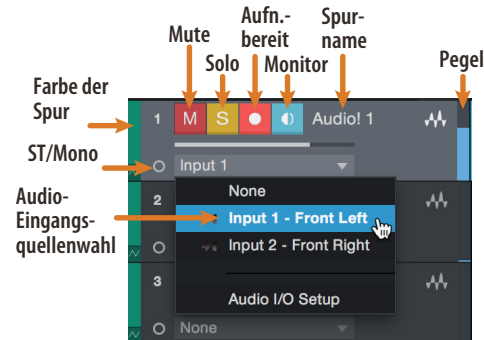 Aufn.-
bereit
Spur-
name
Mute
Solo
Monitor
Pegel
Farbe der
Spur
1 M S Audio! 1
ST/Mono
Input 1
Audio-
Eingangs-
quellenwahl
2
None
Input 1 - Front Left
Input 2 - Front Right
3
Audio I/O Setup
None